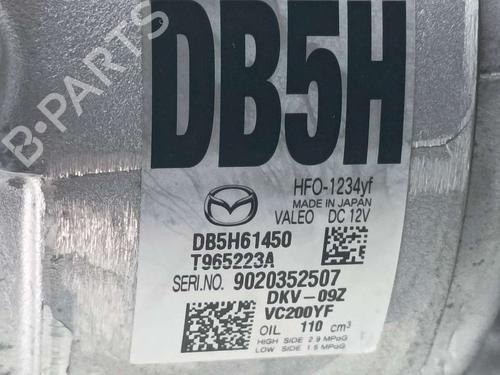 B-PARTS
DB5H
HFO-1234yf
MADE IN JAPAN
VALEO DC 12V
DB5H61450
T965223A
SERI.NO. 9020352507
DKV-09Z
VC200YF
OIL 110 cm³
HIGH SIDE 2.9 MPaG
LOW SIDE 1.5 MPaG